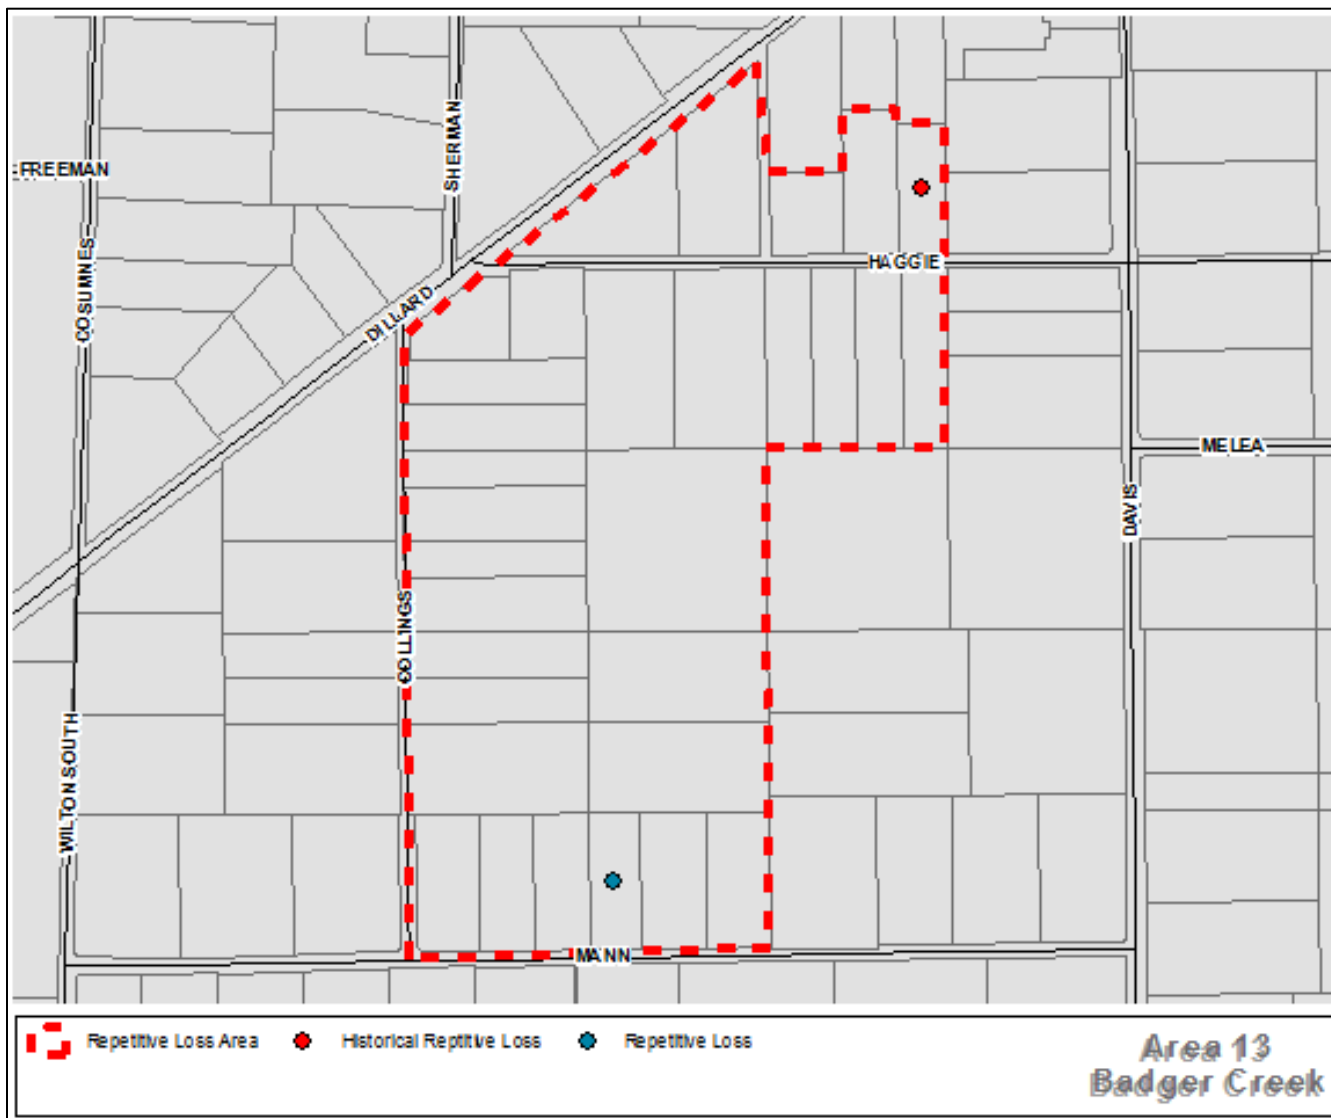 SHERMAN
FREEMAN
COSUMNES
HAGGIE
DILLARD
MELEA
DAVIS
COLLINGS
WILTON SOUTH
MANN
Repetitive Loss Area
Historical Reptitive Loss
Repetitive Loss
Area 13
Badger Creek